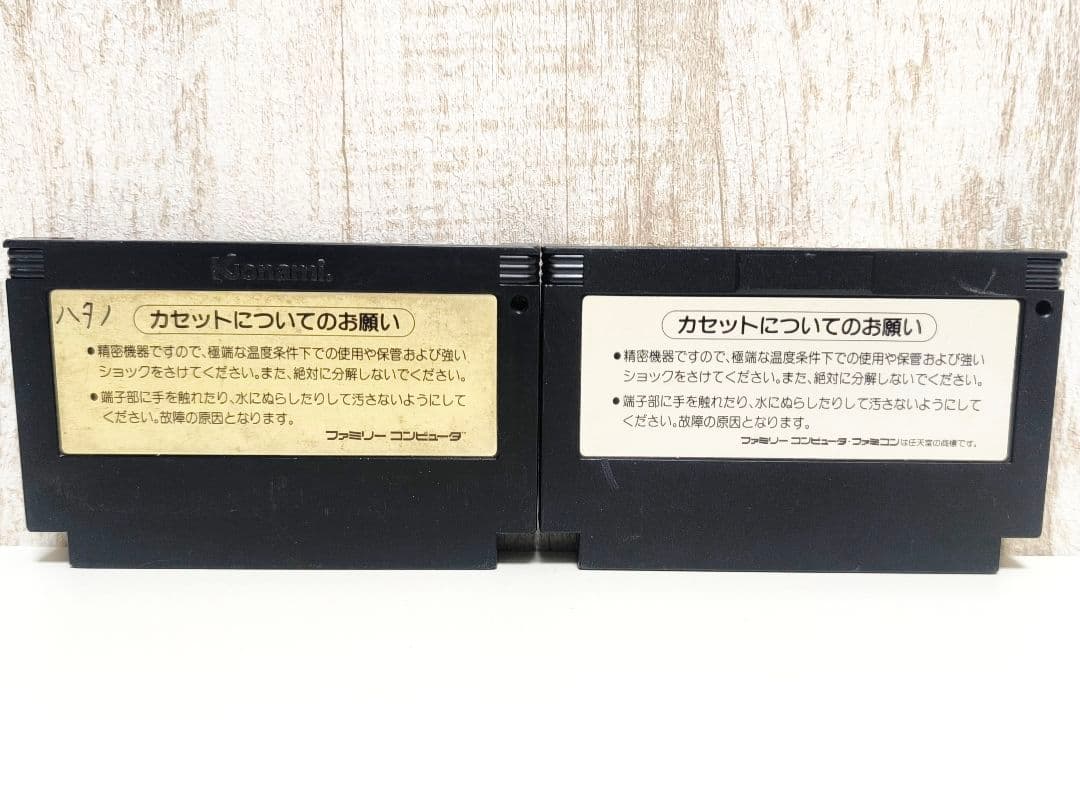 Konami.
ハタノ
カセットについてのお願い
●精密機器ですので、極端な温度条件下での使用や保管および強い
ショックをさけてください。また、絶対に分解しないでください。
●端子部に手を触れたり、水にぬらしたりして汚さないようにして
ください。故障の原因となります。
ファミリー コンピュータ™
カセットについてのお願い
●精密機器ですので、極端な温度条件下での使用や保管および強い
ショックをさけてください。また、絶対に分解しないでください。
●端子部に手を触れたり、水にぬらしたりして汚さないようにして
ください。故障の原因となります。
ファミリー コンピュータ・ファミコンは任天堂の商標です。